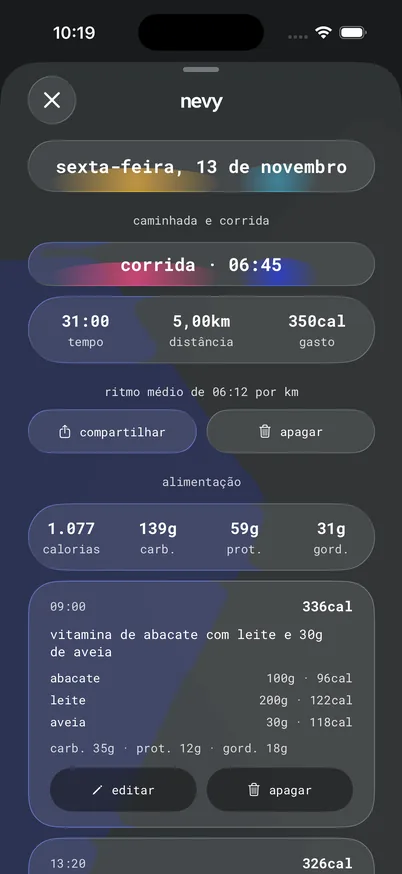 10:19
nevy
sexta-feira, 13 de novembro
caminhada e corrida
corrida · 06:45
31:00 5,00km 350cal
tempo distância gasto
ritmo médio de 06:12 por km
compartilhar apagar
alimentação
1.077 139g 59g 31g
calorias carb. prot. gord.
09:00 336cal
vitamina de abacate com leite e 30g
de aveia
abacate 100g · 96cal
leite 200g · 122cal
aveia 30g · 118cal
carb. 35g · prot. 12g · gord. 18g
editar apagar
13:20 326cal